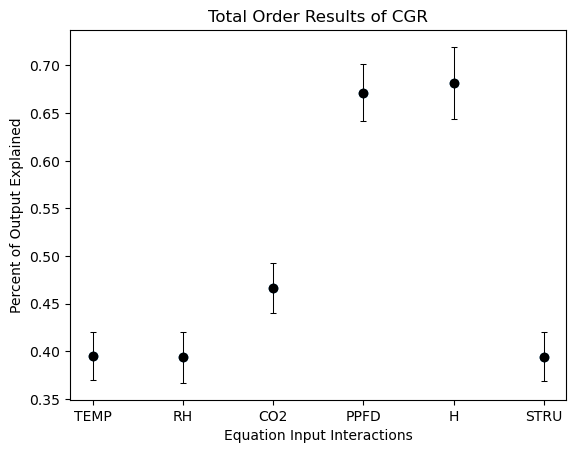 Total Order Results of CGR
Percent of Output Explained
0.70
0.65
0.60
0.55
0.50
0.45
0.40
0.35
TEMP RH CO2 PPFD H STRU
Equation Input Interactions